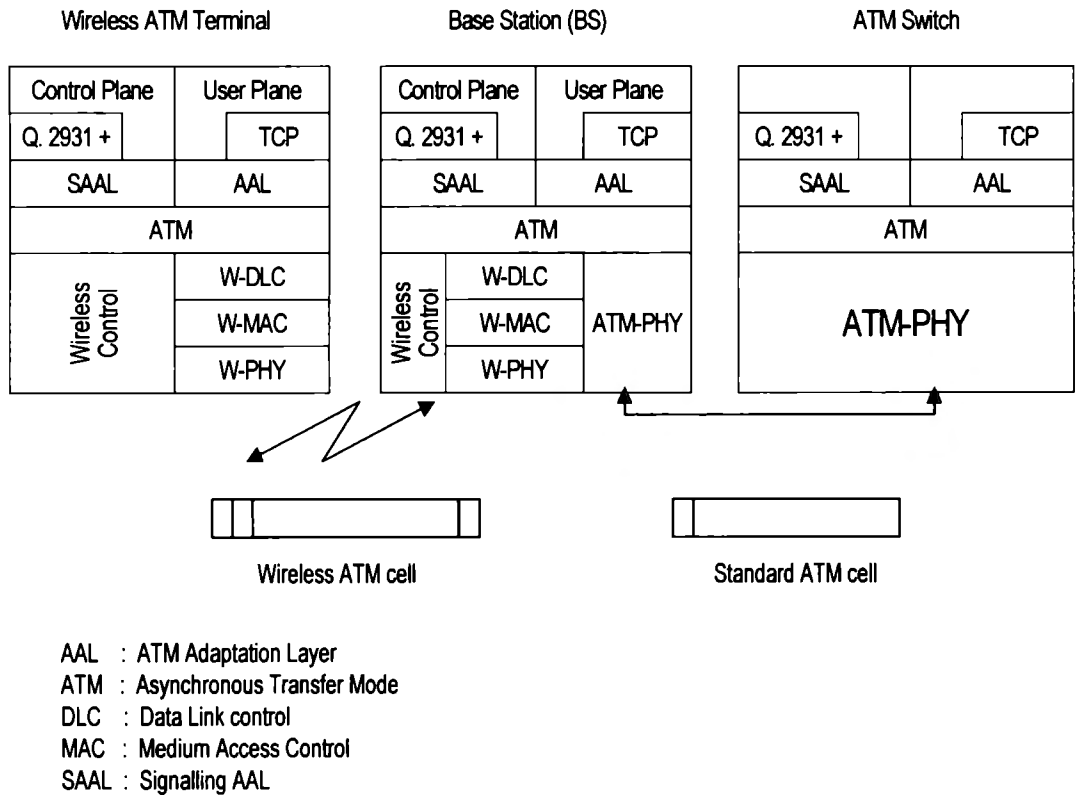 Wireless ATM Terminal Base Station (BS) ATM Switch
Control Plane User Plane Control Plane User Plane
Q. 2931 + TCP Q. 2931 + TCP Q. 2931 + TCP
SAAL AAL SAAL AAL SAAL AAL
ATM ATM ATM
Wireless Control
W-DLC
W-MAC
W-PHY
Wireless Control
W-DLC
W-MAC
W-PHY
ATM-PHY
ATM-PHY
Wireless ATM cell Standard ATM cell
AAL : ATM Adaptation Layer
ATM : Asynchronous Transfer Mode
DLC : Data Link control
MAC : Medium Access Control
SAAL : Signalling AAL